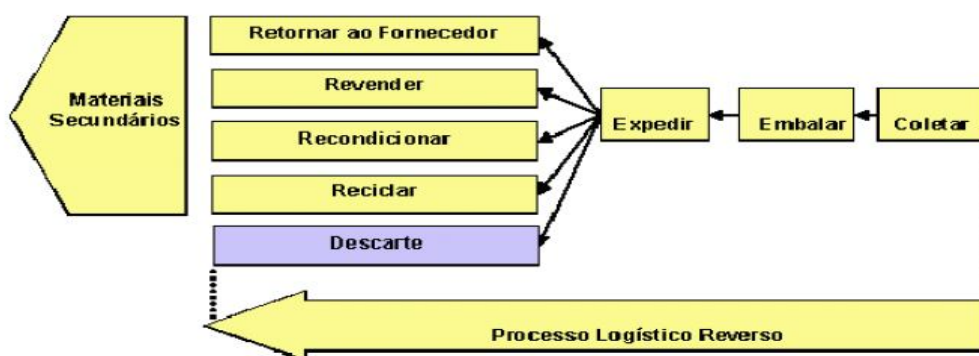 Retornar ao Fornecedor
Revender
Materiais
Secundários
Expedir
Embalar
Coletar
Recondicionar
Reciclar
Descarte
Processo Logístico Reverso